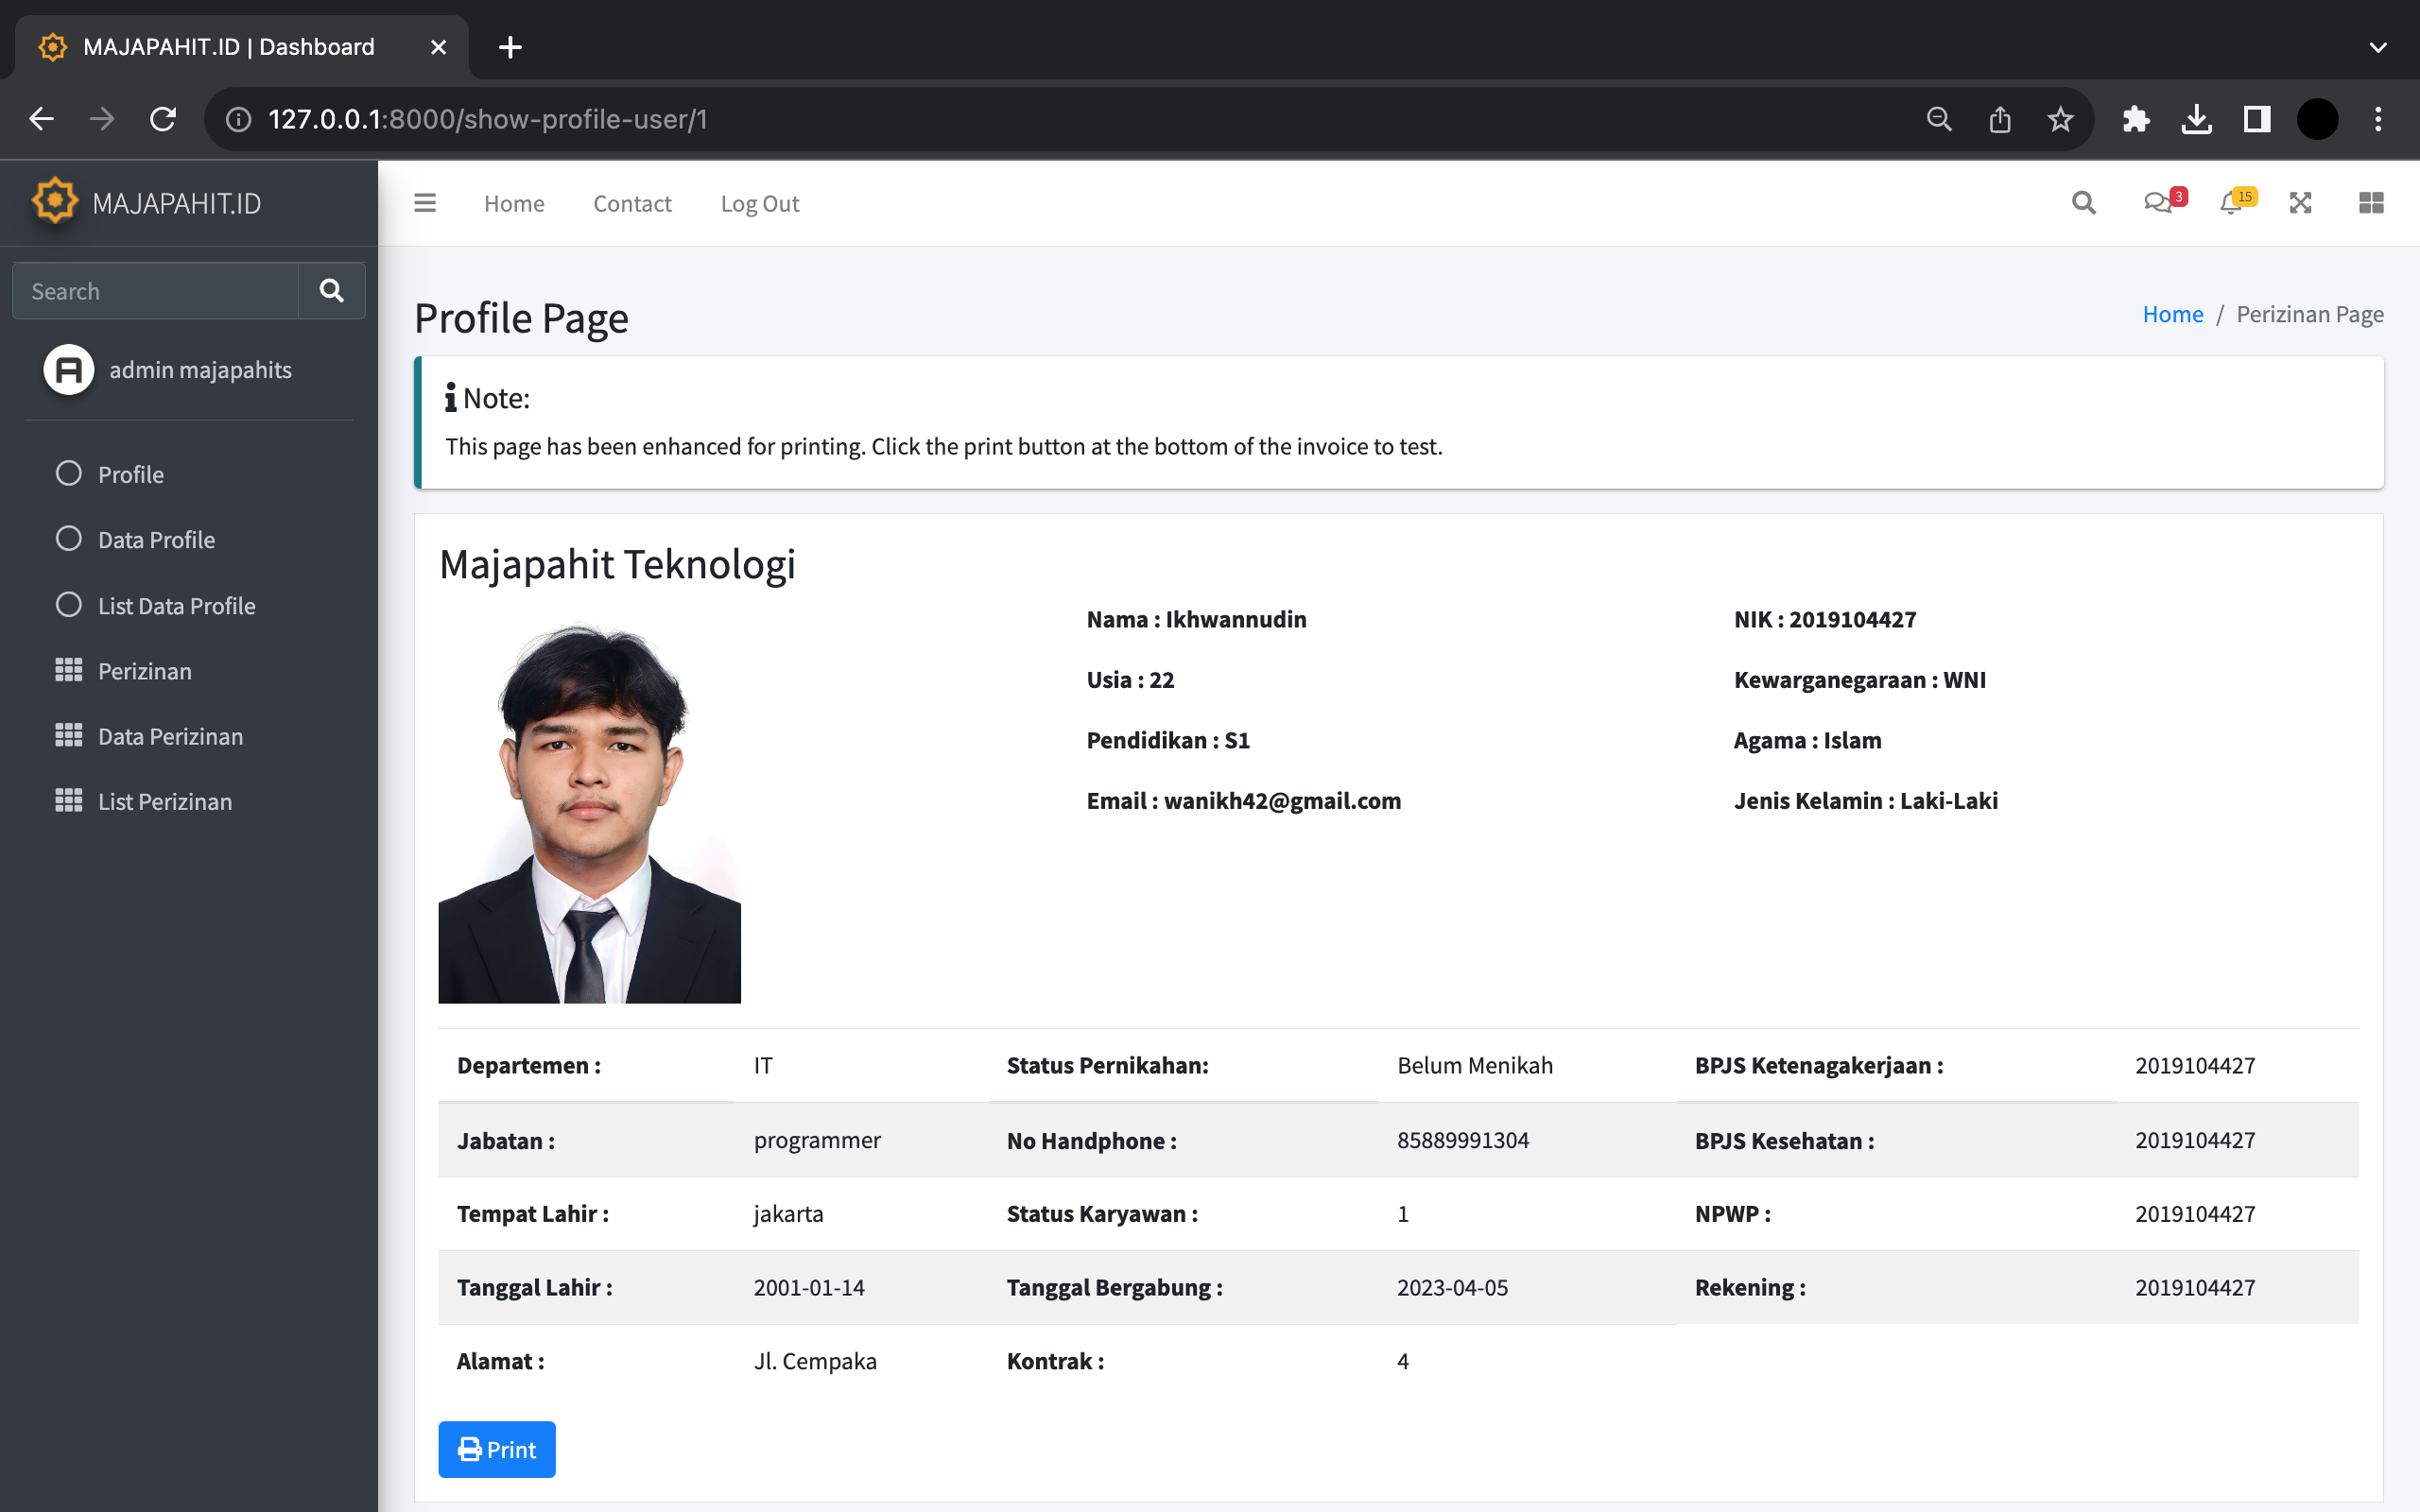 MAJAPAHIT.ID | Dashboard
127.0.0.1:8000/show-profile-user/1
MAJAPAHIT.ID
Home
Contact
Log Out
3
15
Search
admin majapahits
Profile
Data Profile
List Data Profile
Perizinan
Data Perizinan
List Perizinan
Profile Page
Home / Perizinan Page
Note:
This page has been enhanced for printing. Click the print button at the bottom of the invoice to test.
Majapahit Teknologi
Nama : Ikhwannudin
Usia : 22
Pendidikan : S1
Email : wanikh42@gmail.com
NIK : 2019104427
Kewarganegaraan : WNI
Agama : Islam
Jenis Kelamin : Laki-Laki
Departemen : IT Status Pernikahan: Belum Menikah BPJS Ketenagakerjaan : 2019104427
Jabatan : programmer No Handphone : 85889991304 BPJS Kesehatan : 2019104427
Tempat Lahir : jakarta Status Karyawan : 1 NPWP : 2019104427
Tanggal Lahir : 2001-01-14 Tanggal Bergabung : 2023-04-05 Rekening : 2019104427
Alamat : Jl. Cempaka Kontrak : 4
Print